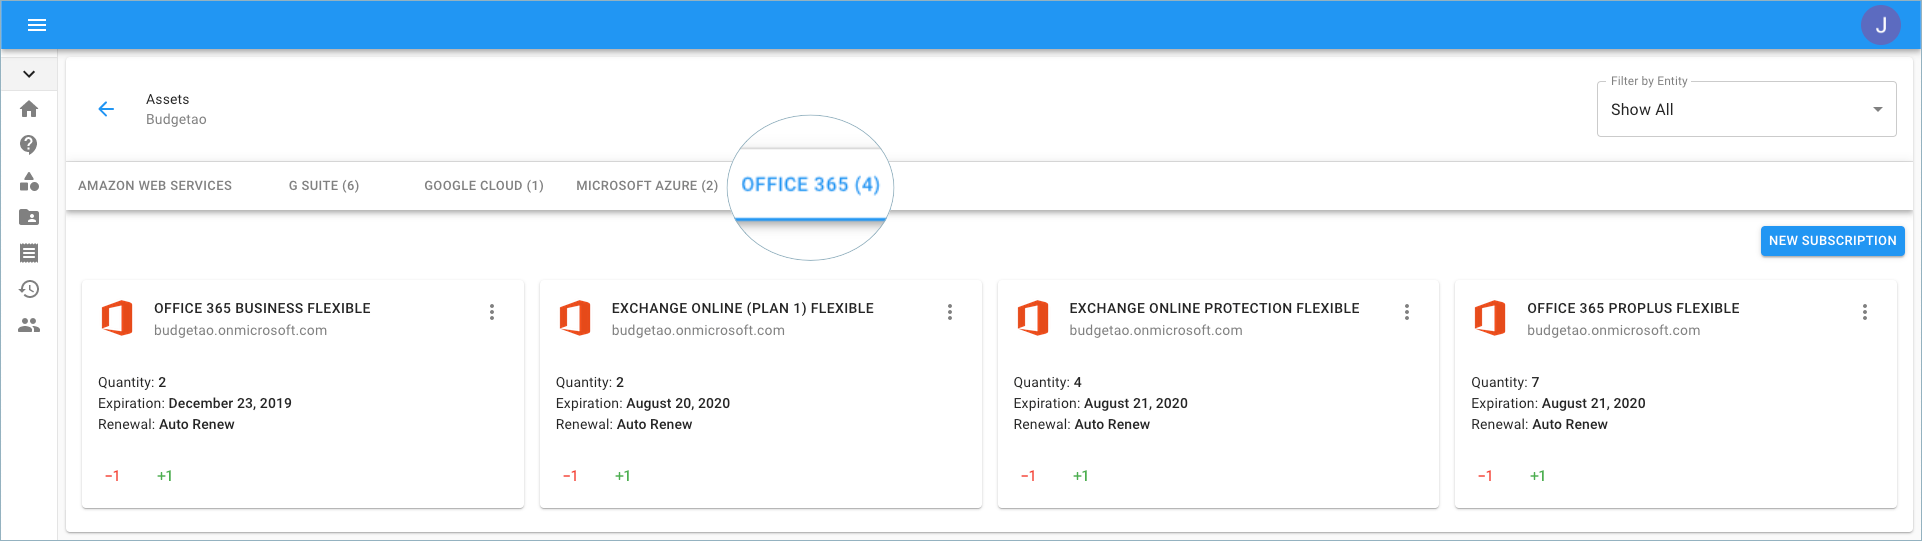 J
Assets
Budgetao
Filter by Entity
Show All
AMAZON WEB SERVICES G SUITE (6) GOOGLE CLOUD (1) MICROSOFT AZURE (2) OFFICE 365 (4)
NEW SUBSCRIPTION
OFFICE 365 BUSINESS FLEXIBLE
budgetao.onmicrosoft.com
Quantity: 2
Expiration: December 23, 2019
Renewal: Auto Renew
−1 +1
EXCHANGE ONLINE (PLAN 1) FLEXIBLE
budgetao.onmicrosoft.com
Quantity: 2
Expiration: August 20, 2020
Renewal: Auto Renew
−1 +1
EXCHANGE ONLINE PROTECTION FLEXIBLE
budgetao.onmicrosoft.com
Quantity: 4
Expiration: August 21, 2020
Renewal: Auto Renew
−1 +1
OFFICE 365 PROPLUS FLEXIBLE
budgetao.onmicrosoft.com
Quantity: 7
Expiration: August 21, 2020
Renewal: Auto Renew
−1 +1